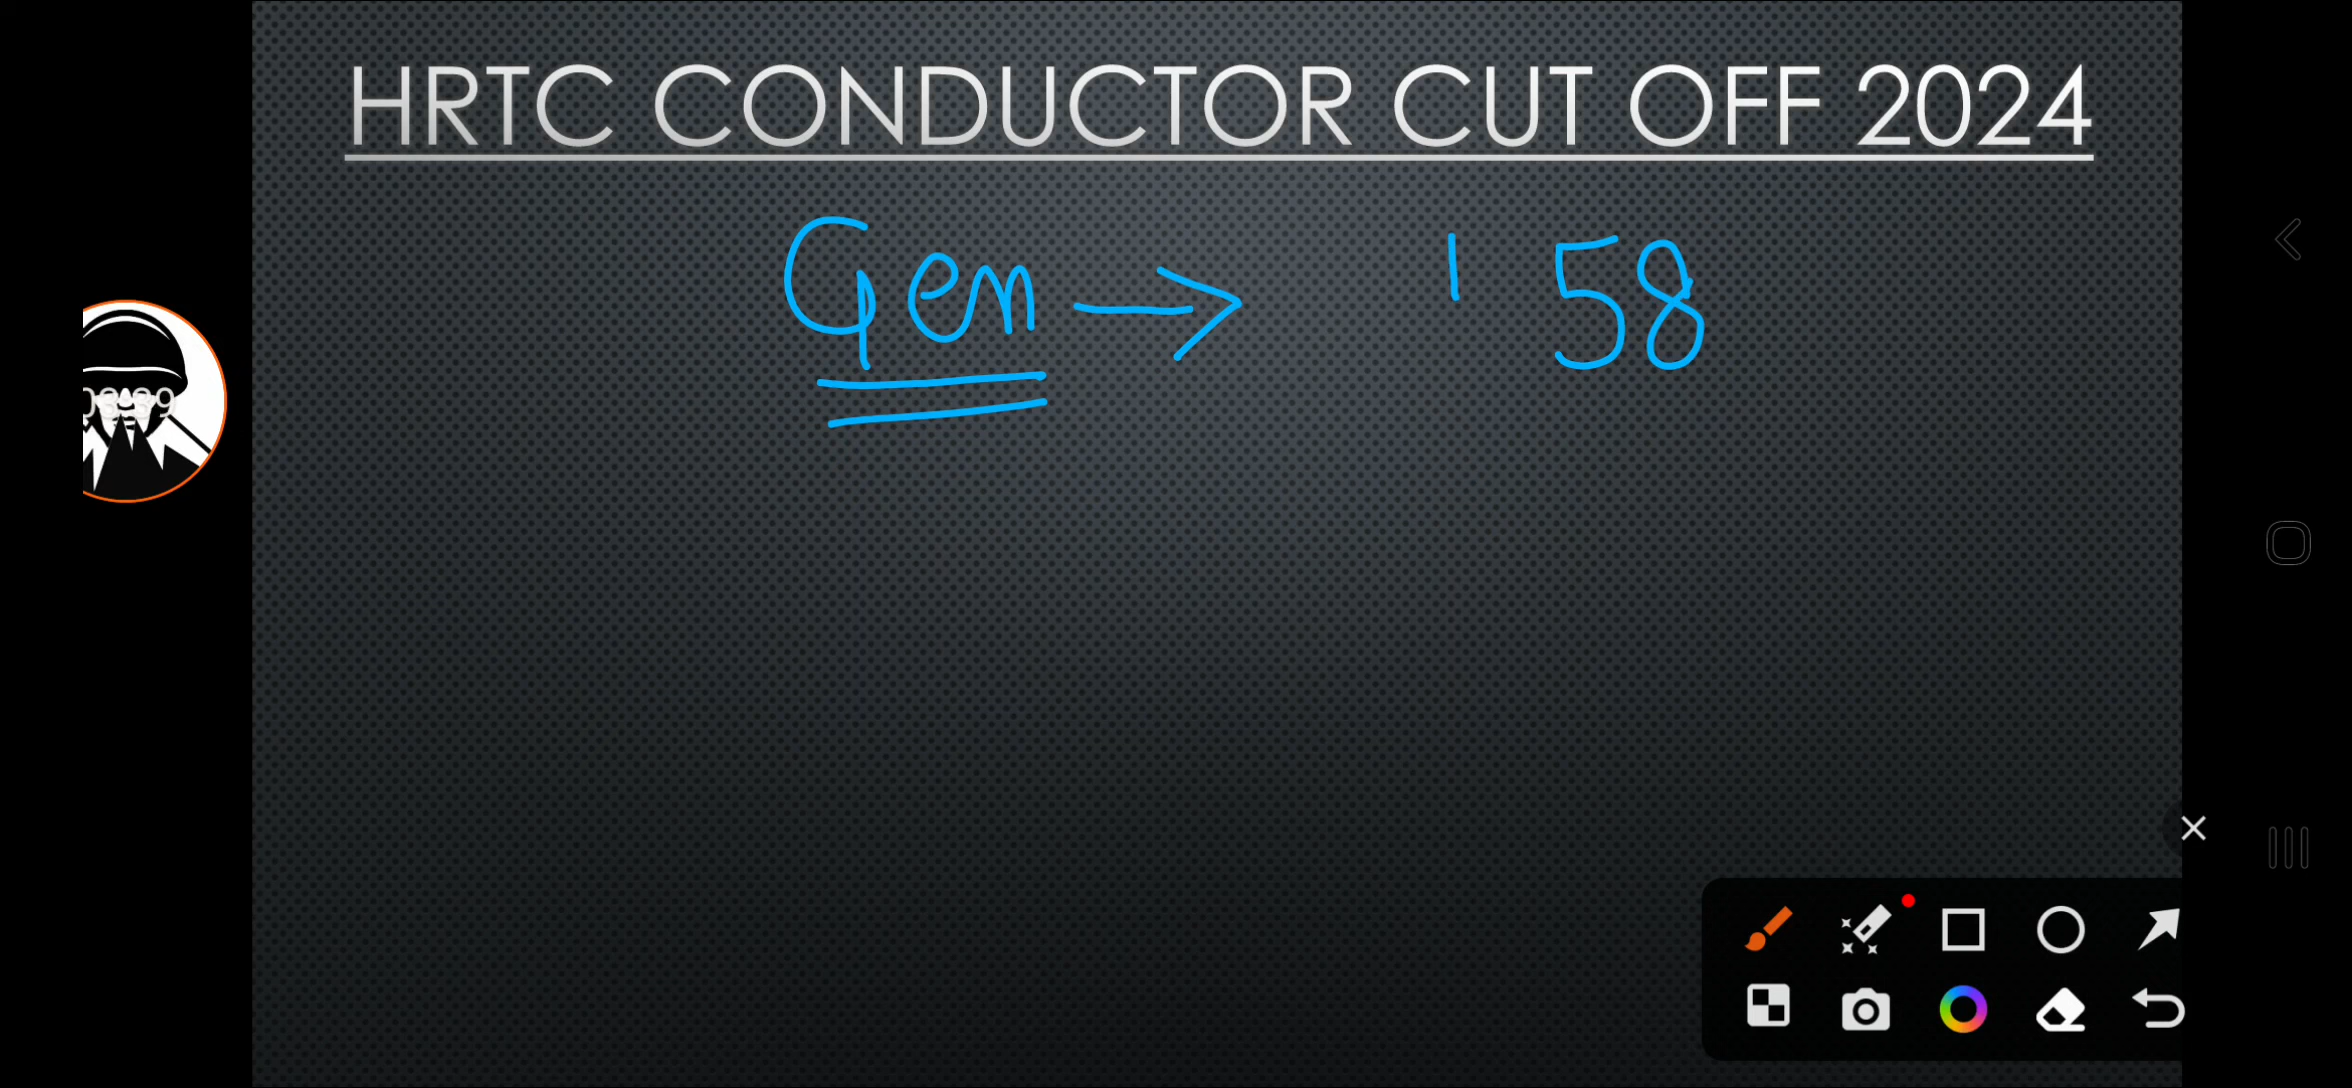 HRTC CONDUCTOR CUT OFF 2024
Gen → ' 58